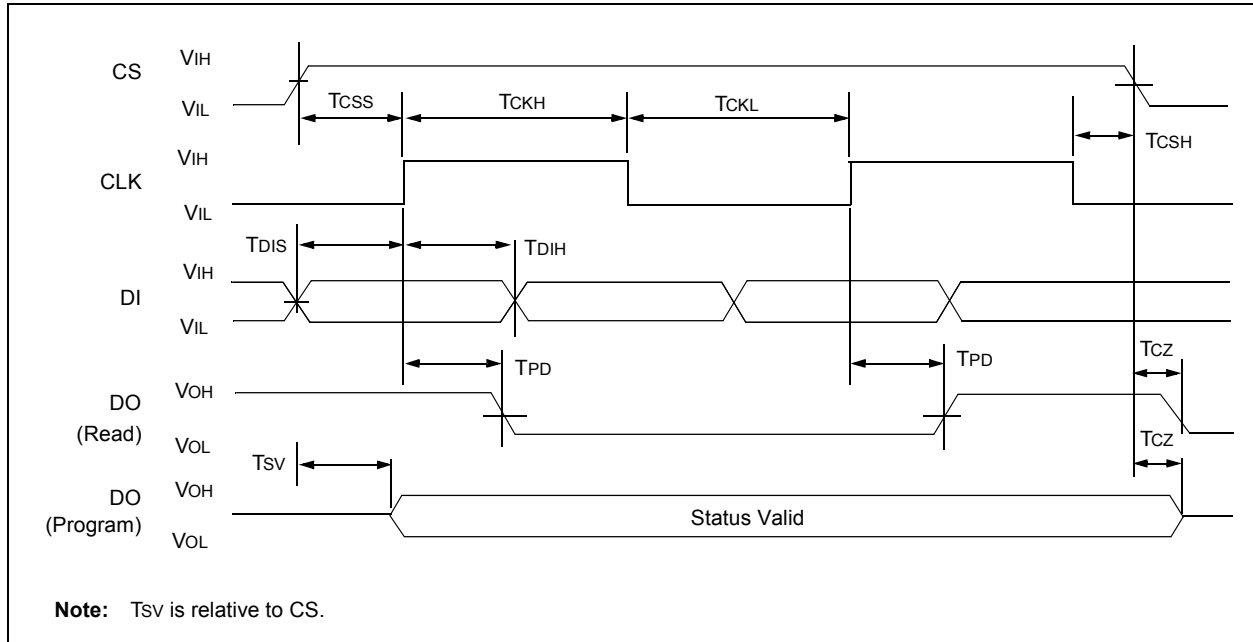 CS
VIH
VIL
TCSS
TCKH
TCKL
TCSH
CLK
VIH
VIL
TDIS
TDIH
DI
VIH
VIL
TPD
TPD
TCZ
DO
(Read)
VOH
VOL
TCZ
TSV
DO
(Program)
VOH
VOL
Status Valid
Note: TSV is relative to CS.